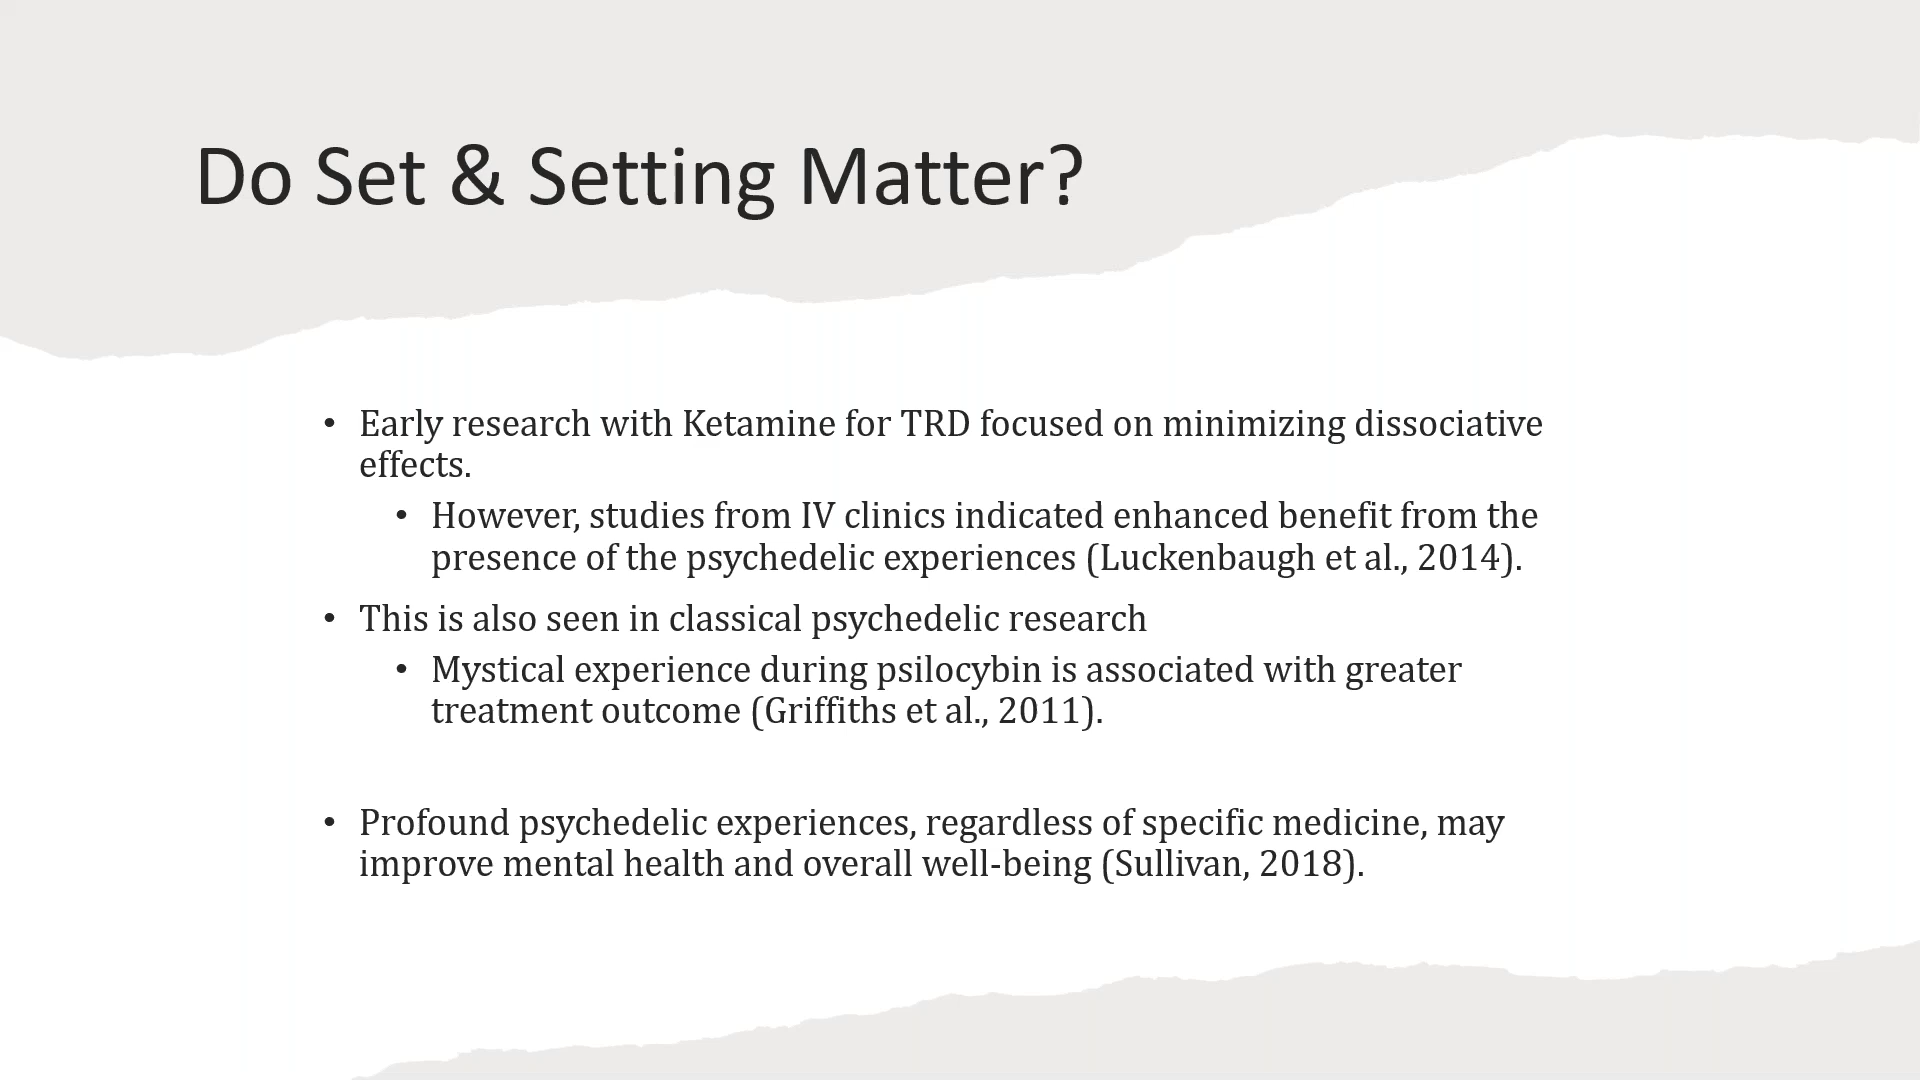 Do Set & Setting Matter?
• Early research with Ketamine for TRD focused on minimizing dissociative
effects.
• However, studies from IV clinics indicated enhanced benefit from the
presence of the psychedelic experiences (Luckenbaugh et al., 2014).
• This is also seen in classical psychedelic research
• Mystical experience during psilocybin is associated with greater
treatment outcome (Griffiths et al., 2011).
• Profound psychedelic experiences, regardless of specific medicine, may
improve mental health and overall well-being (Sullivan, 2018).